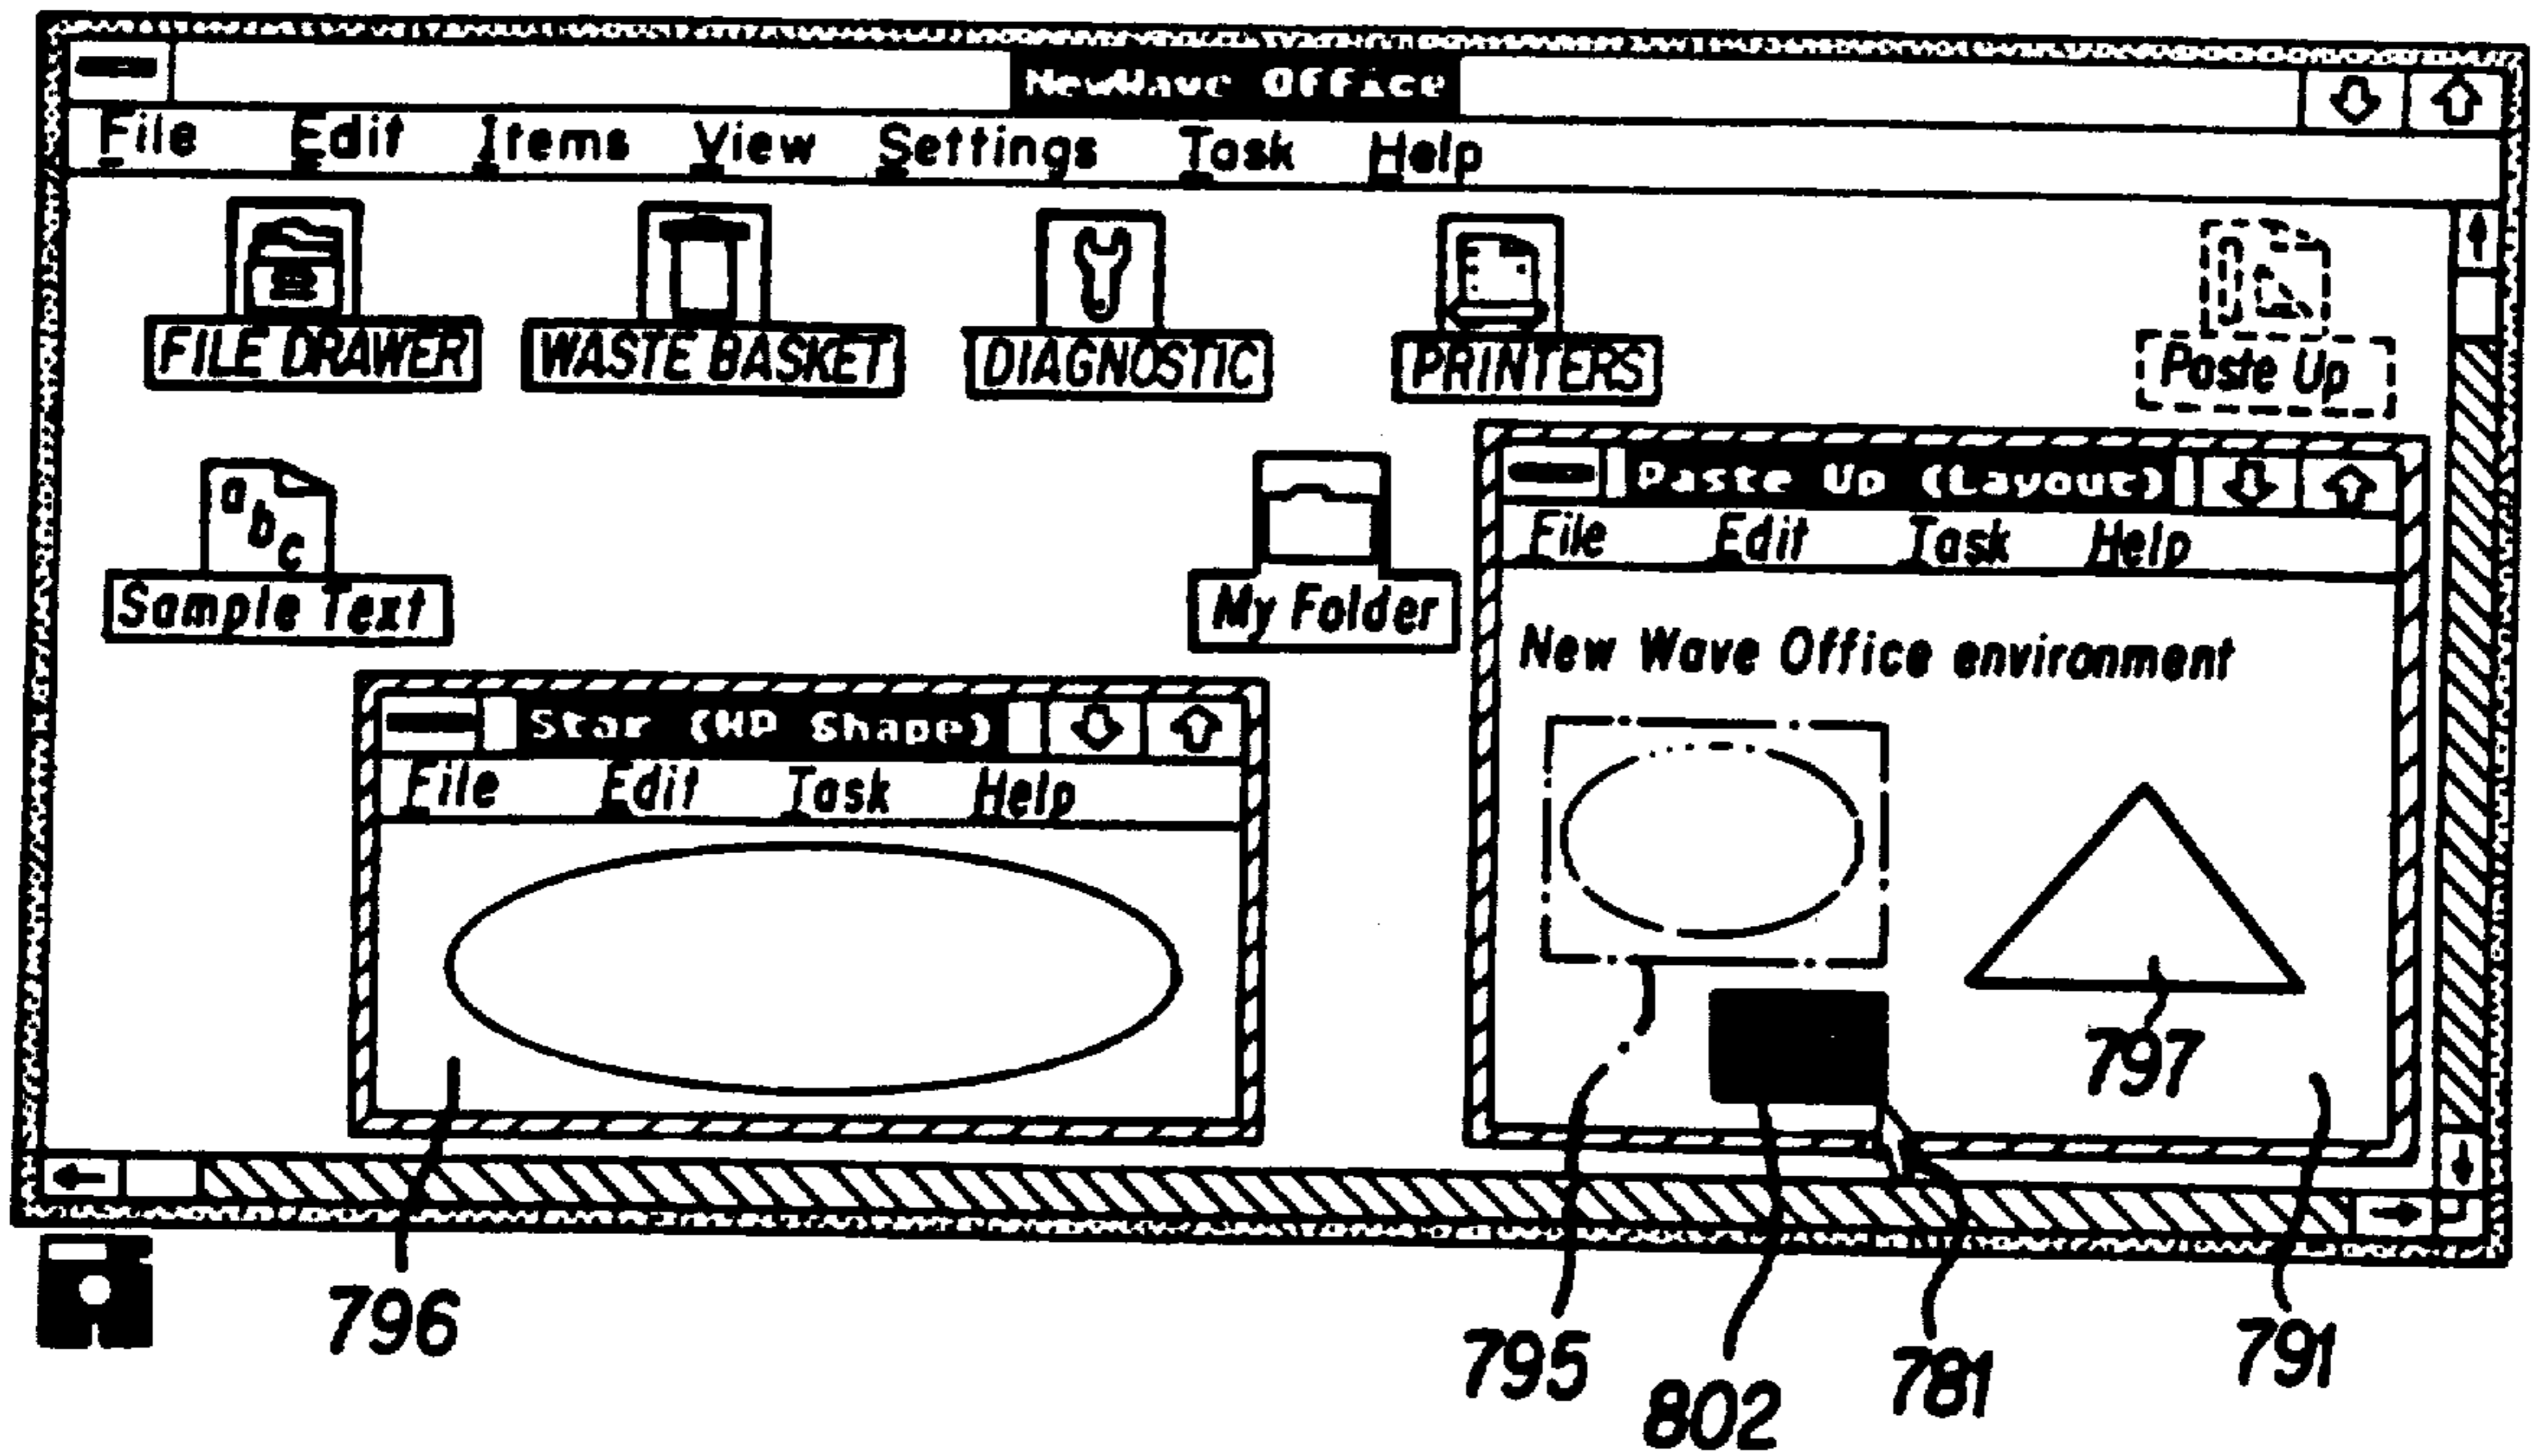 NewWave Office
File Edit Items View Settings Task Help
FILE DRAWER WASTE BASKET DIAGNOSTIC PRINTERS Paste Up
abc
Sample Text
My Folder
Paste Up (Layout)
File Edit Task Help
New Wave Office environment
Star (HP Shape)
File Edit Task Help
797
796
795
802
781
791